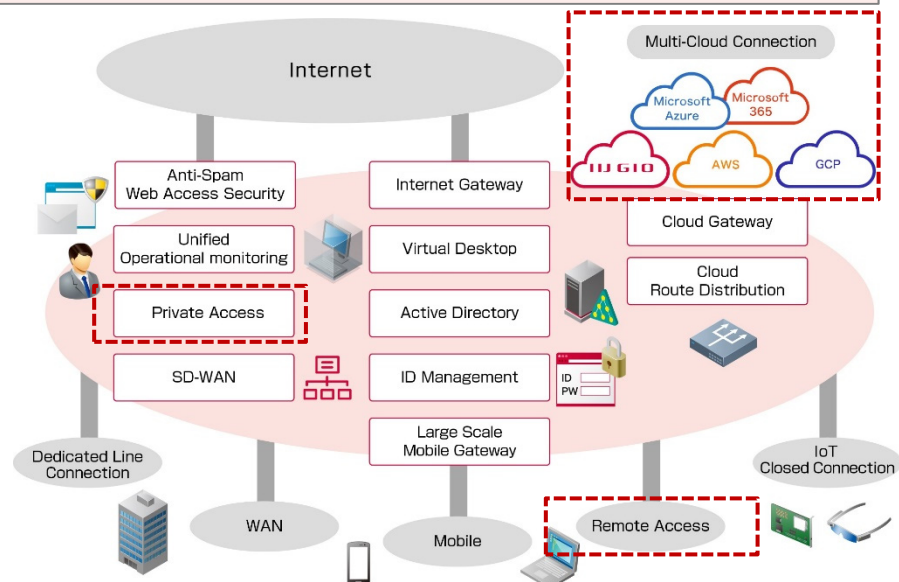 Internet
Multi-Cloud Connection
Microsoft
Azure
Microsoft
365
IIJ GIO
AWS
GCP
Anti-Spam
Web Access Security
Internet Gateway
Cloud Gateway
Unified
Operational monitoring
Virtual Desktop
Cloud
Route Distribution
Private Access
Active Directory
SD-WAN
ID Management
ID
PW
Large Scale
Mobile Gateway
Dedicated Line
Connection
IoT
Closed Connection
WAN
Mobile
Remote Access